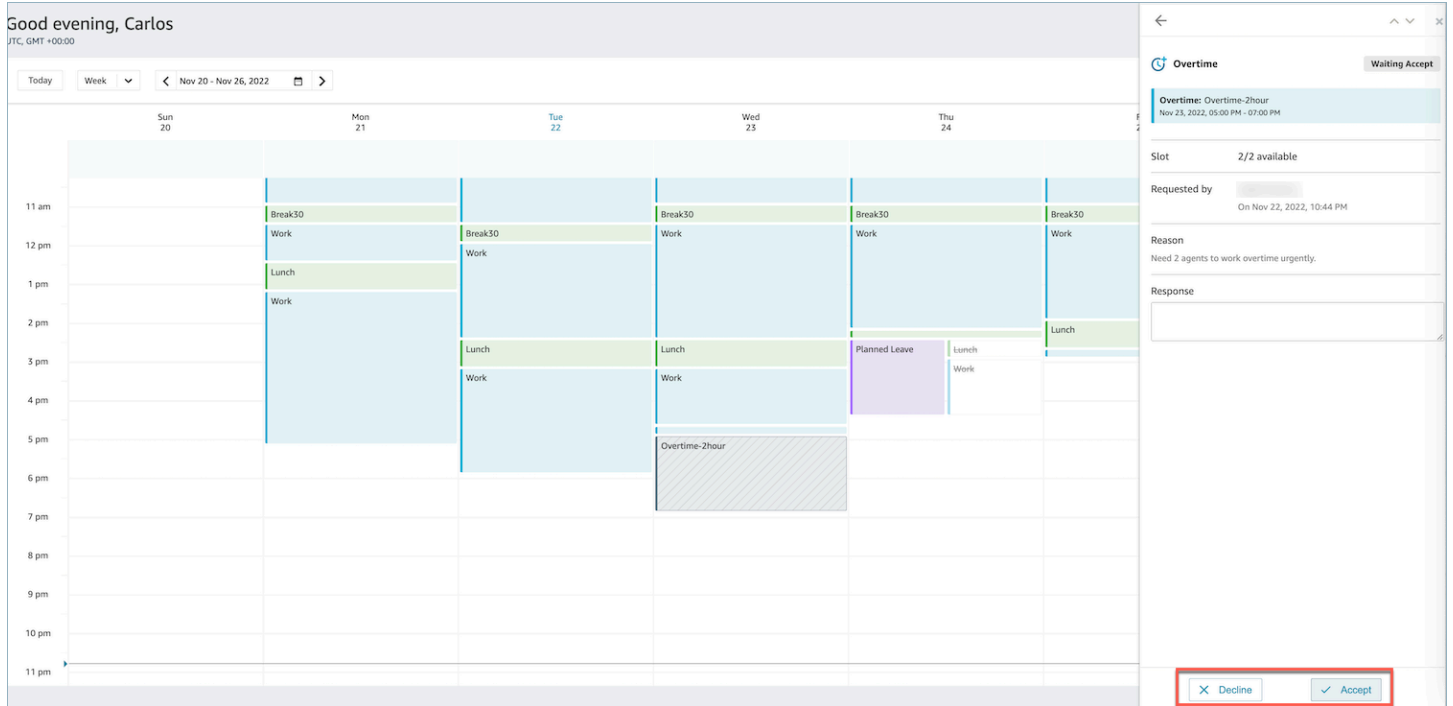 Good evening, Carlos
UTC, GMT +00:00
Today
Week
Nov 20 - Nov 26, 2022
Sun
20
Mon
21
Tue
22
Wed
23
Thu
24
11 am
12 pm
1 pm
2 pm
3 pm
4 pm
5 pm
6 pm
7 pm
8 pm
9 pm
10 pm
11 pm
Break30
Work
Lunch
Work
Break30
Work
Lunch
Work
Break30
Work
Lunch
Work
Overtime-2hour
Break30
Work
Planned Leave
Lunch
Work
Break30
Work
Lunch
Overtime
Waiting Accept
Overtime: Overtime-2hour
Nov 23, 2022, 05:00 PM - 07:00 PM
Slot 2/2 available
Requested by
On Nov 22, 2022, 10:44 PM
Reason
Need 2 agents to work overtime urgently.
Response
Decline
Accept